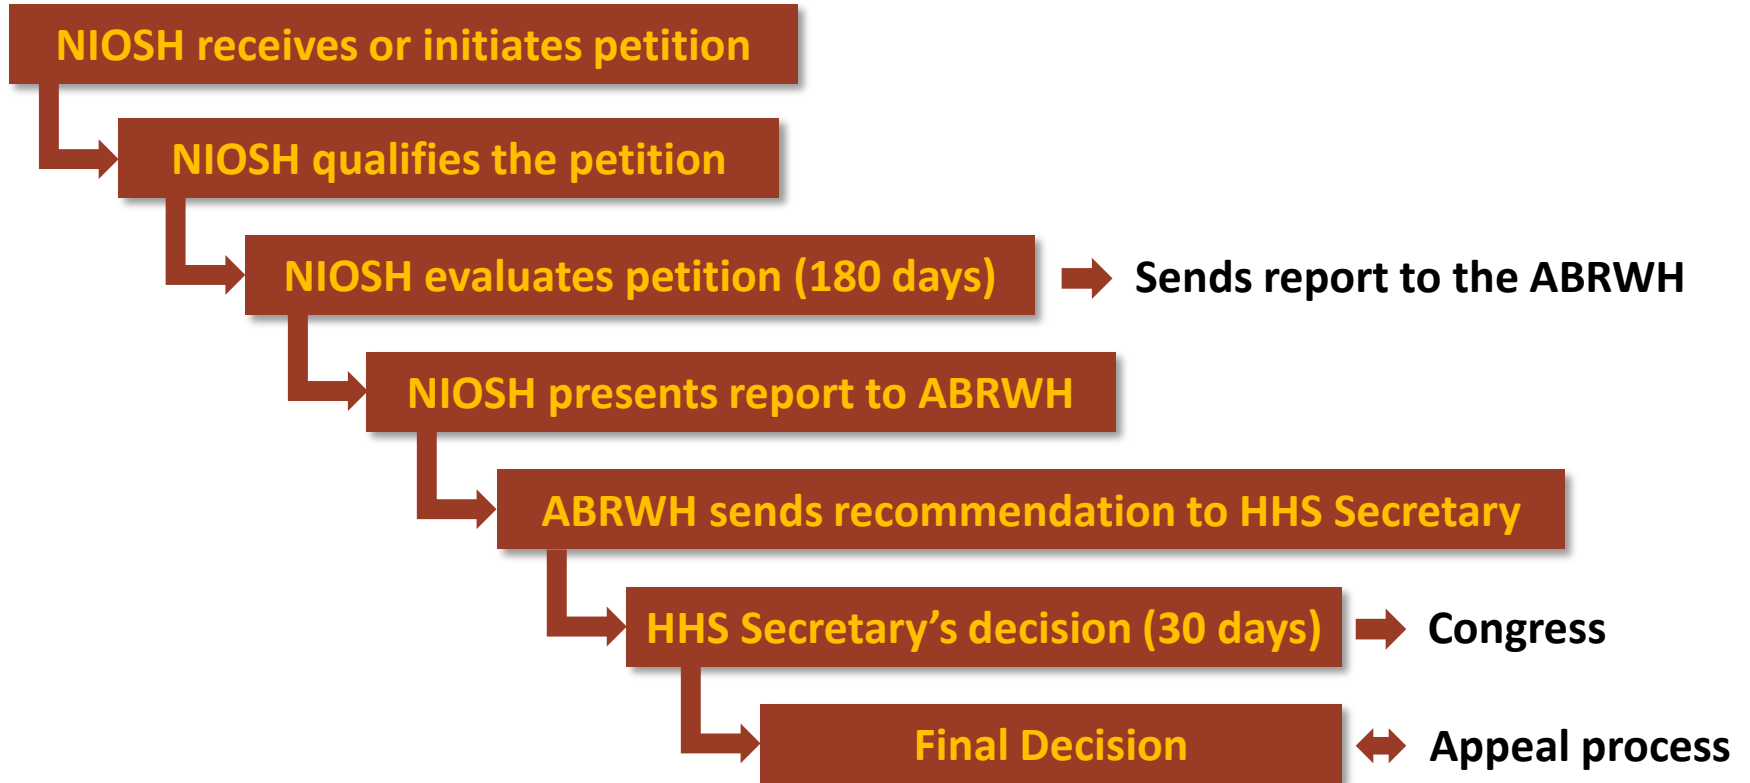 NIOSH receives or initiates petition
NIOSH qualifies the petition
NIOSH evaluates petition (180 days)
Sends report to the ABRWH
NIOSH presents report to ABRWH
ABRWH sends recommendation to HHS Secretary
HHS Secretary’s decision (30 days)
Congress
Final Decision
Appeal process